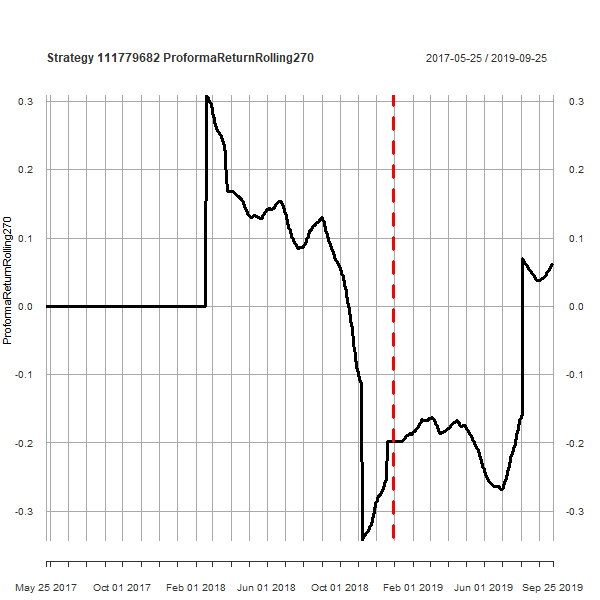 Strategy 111779682 ProformaReturnRolling270
2017-05-25 / 2019-09-25
0.3 0.3
0.2 0.2
0.1 0.1
0.0 0.0
-0.1 -0.1
-0.2 -0.2
-0.3 -0.3
ProformaReturnRolling270
May 25 2017 Oct 01 2017 Feb 01 2018 Jun 01 2018 Oct 01 2018 Feb 01 2019 Jun 01 2019 Sep 25 2019